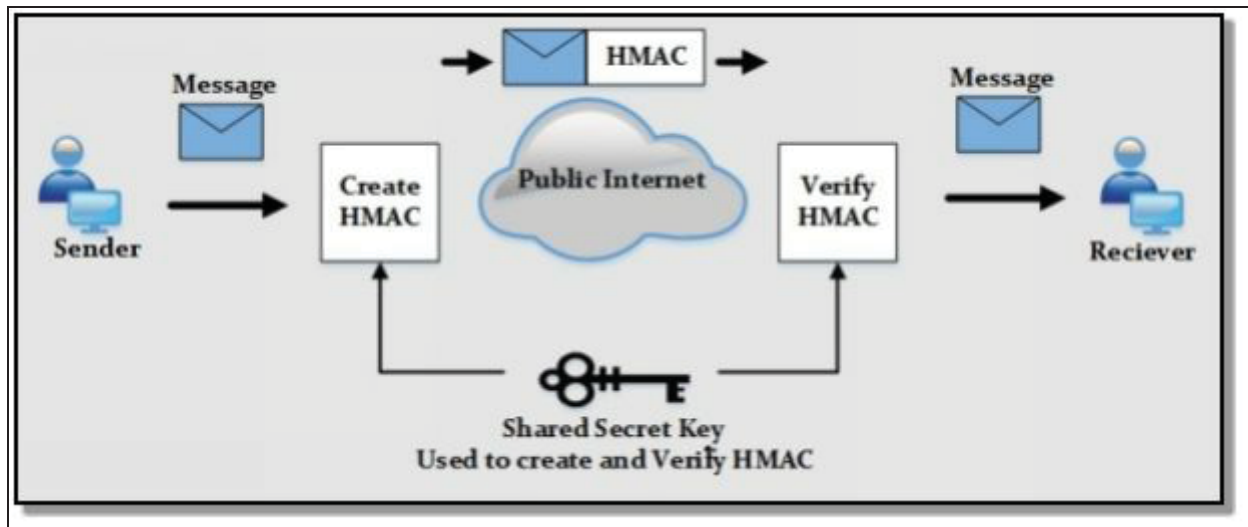 HMAC
Message
Message
Create
HMAC
Public Internet
Verify
HMAC
Sender
Reciever
Shared Secret Key
Used to create and Verify HMAC